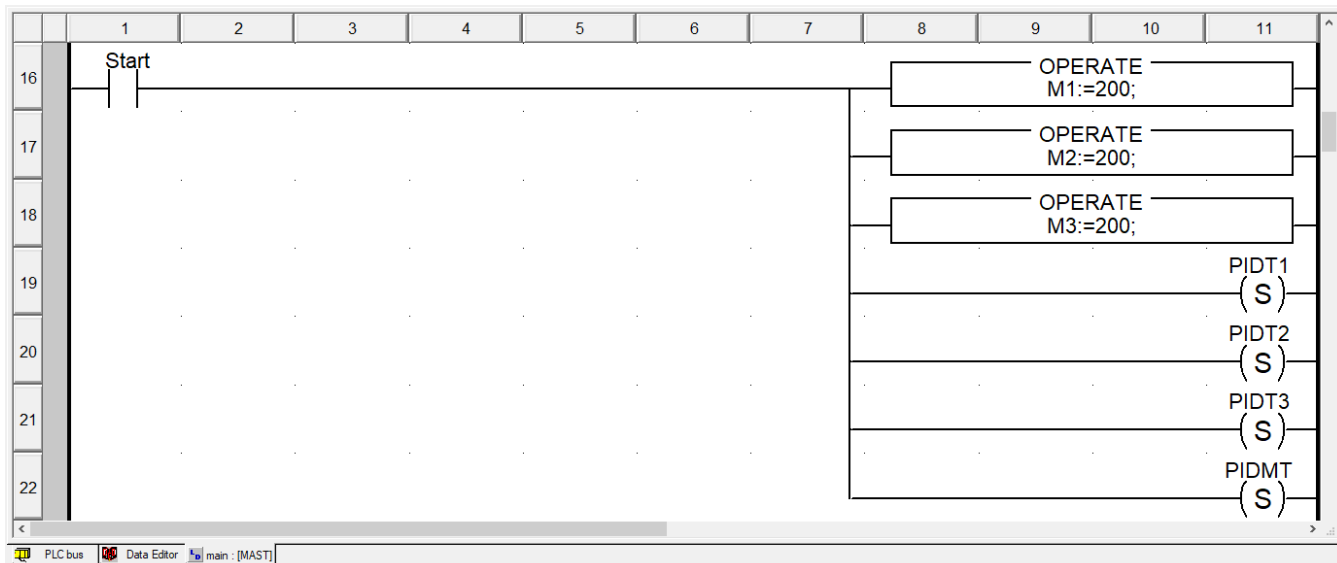 1 2 3 4 5 6 7 8 9 10 11
16 Start OPERATE
M1:=200;
17 OPERATE
M2:=200;
18 OPERATE
M3:=200;
19 PIDT1
S
20 PIDT2
S
21 PIDT3
S
22 PIDMT
S
PLC bus Data Editor main : [MAST]